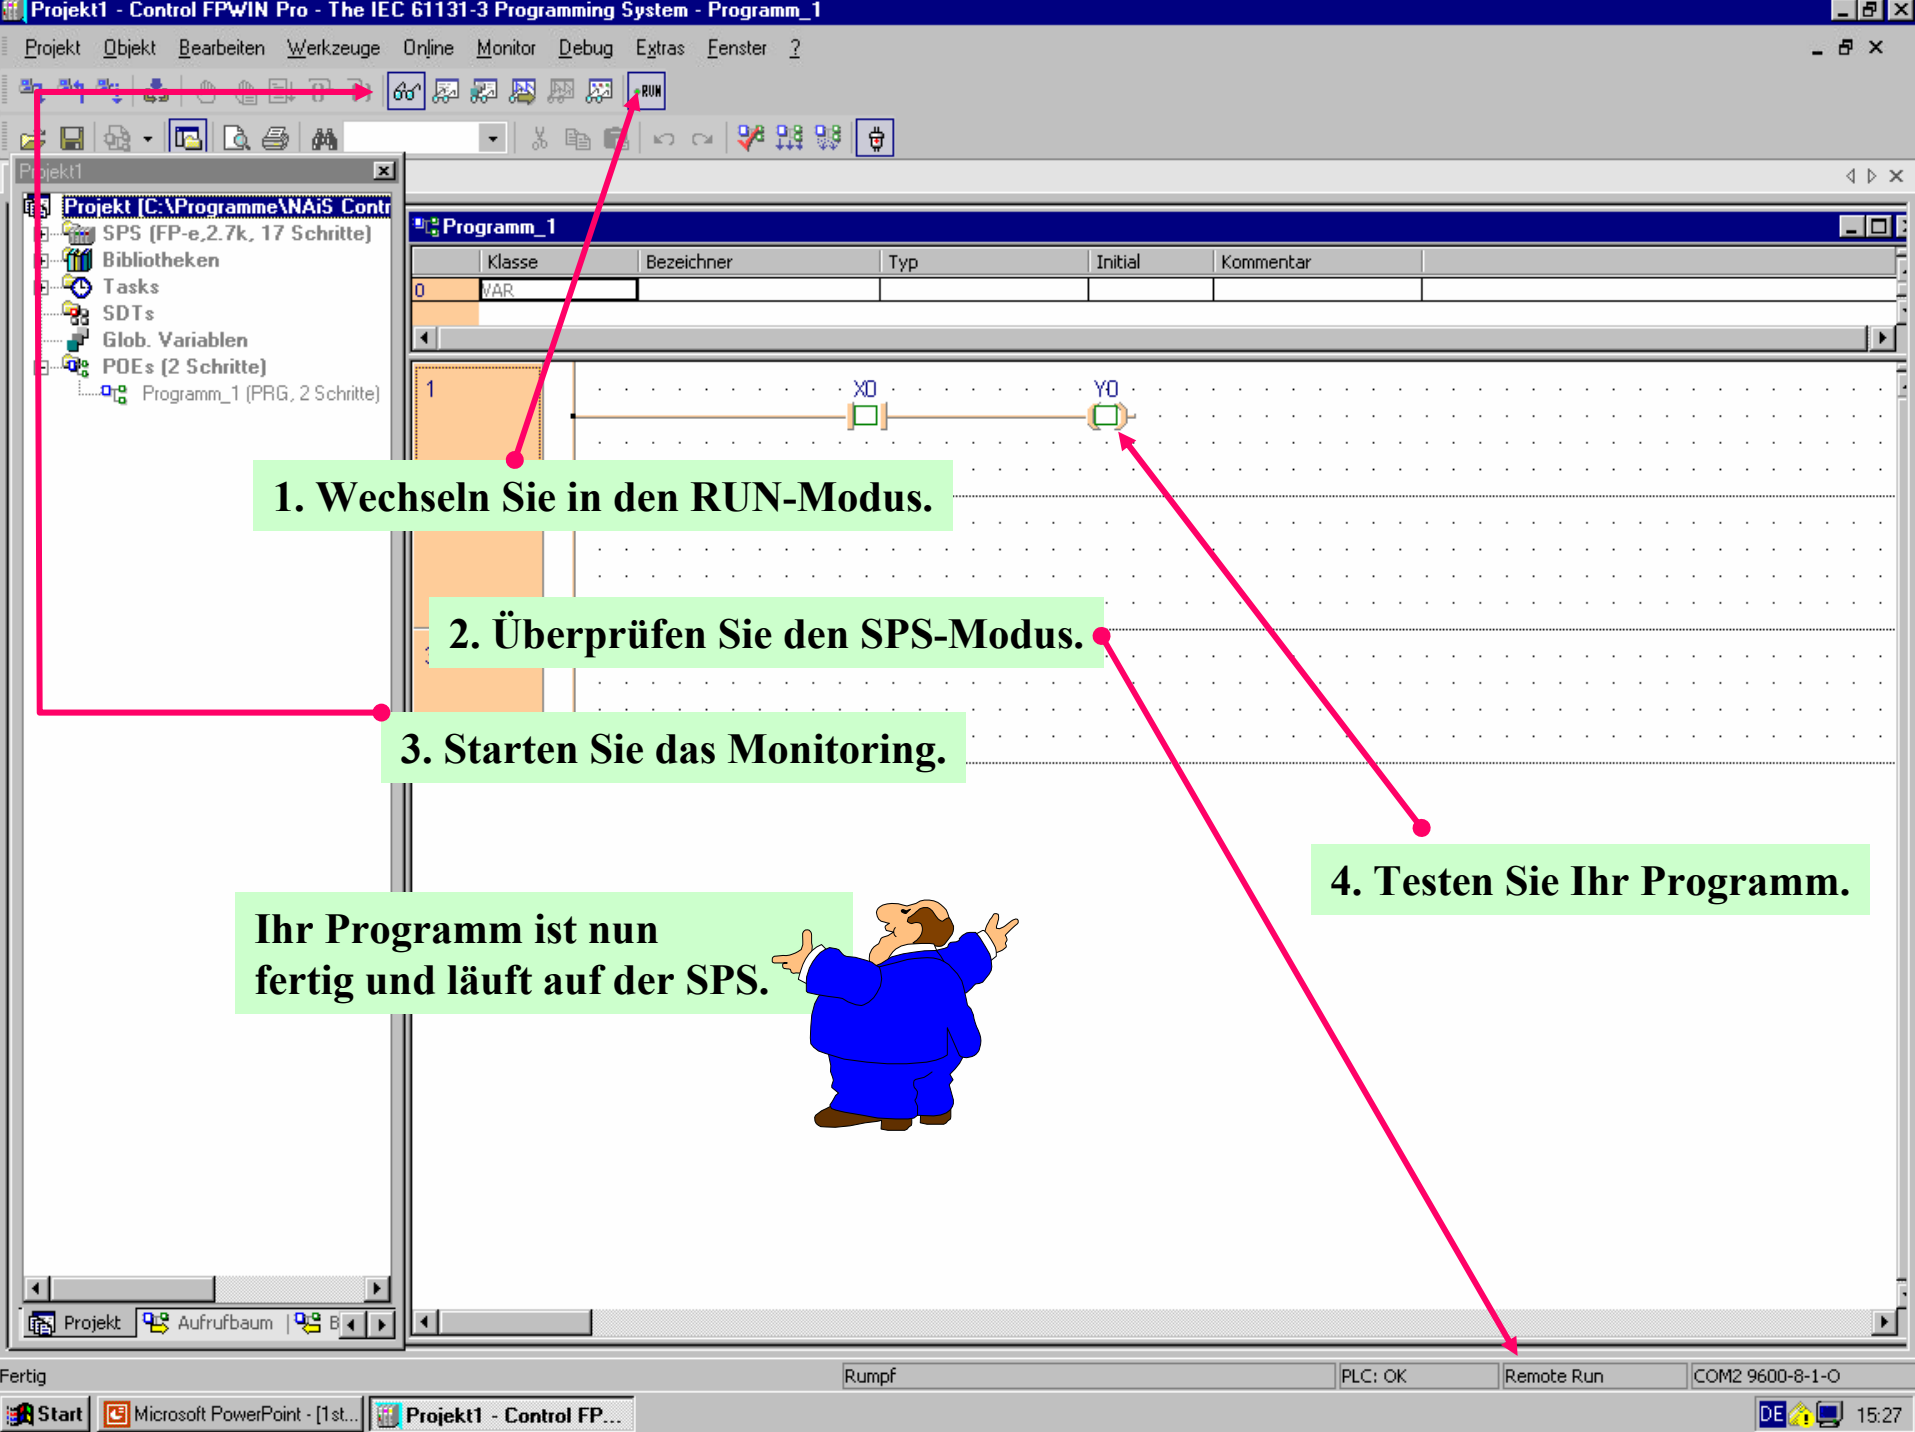 Projekt1 - Control FPWIN Pro - The IEC 61131-3 Programming System - Programm_1
Projekt Objekt Bearbeiten Werkzeuge Online Monitor Debug Extras Fenster ?
RUN
Projekt1
Projekt [C:\Programme\NAiS Contr
SPS (FP-e,2.7k, 17 Schritte)
Bibliotheken
Tasks
SDTs
Glob. Variablen
POEs (2 Schritte)
Programm_1 (PRG, 2 Schritte)
Programm_1
Klasse Bezeichner Typ Initial Kommentar
0 VAR
1
X0 Y0
1. Wechseln Sie in den RUN-Modus.
2. Überprüfen Sie den SPS-Modus.
3. Starten Sie das Monitoring.
4. Testen Sie Ihr Programm.
Ihr Programm ist nun
fertig und läuft auf der SPS.
Projekt Aufrufbaum B
Fertig Rumpf PLC: OK Remote Run COM2 9600-8-1-O
Start Microsoft PowerPoint - [1st... Projekt1 - Control FP... DE 15:27